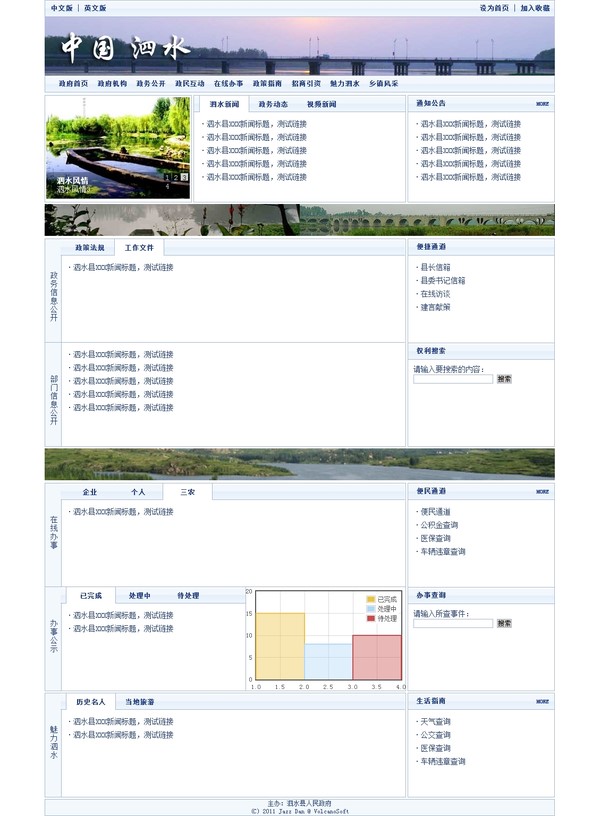 中文版 | 英文版
设为首页 | 加入收藏
中国 泗水
政府首页 政府机构 政务公开 政民互动 在线办事 政策指南 招商引资 魅力泗水 乡镇风采
泗水风情
泗水风情3
1 2 3
4
泗水新闻 政务动态 视频新闻
·泗水县XXX新闻标题，测试链接
·泗水县XXX新闻标题，测试链接
·泗水县XXX新闻标题，测试链接
·泗水县XXX新闻标题，测试链接
·泗水县XXX新闻标题，测试链接
通知公告 MORE
·泗水县XXX新闻标题，测试链接
·泗水县XXX新闻标题，测试链接
·泗水县XXX新闻标题，测试链接
·泗水县XXX新闻标题，测试链接
·泗水县XXX新闻标题，测试链接
政务信息公开
政策法规 工作文件
·泗水县XXX新闻标题，测试链接
便捷通道
·县长信箱
·县委书记信箱
·在线访谈
·建言献策
部门信息公开
·泗水县XXX新闻标题，测试链接
·泗水县XXX新闻标题，测试链接
·泗水县XXX新闻标题，测试链接
·泗水县XXX新闻标题，测试链接
·泗水县XXX新闻标题，测试链接
权利搜索
请输入要搜索的内容：
搜索
在线办事
企业 个人 三农
·泗水县XXX新闻标题，测试链接
便民通道 MORE
·便民通道
·公积金查询
·医保查询
·车辆违章查询
办事公示
已完成 处理中 待处理
·泗水县XXX新闻标题，测试链接
·泗水县XXX新闻标题，测试链接
20
15
10
5
0
1.0 1.5 2.0 2.5 3.0 3.5 4.0
已完成
处理中
待处理
办事查询
请输入所查事件：
搜索
魅力泗水
历史名人 当地旅游
·泗水县XXX新闻标题，测试链接
·泗水县XXX新闻标题，测试链接
生活指南 MORE
·天气查询
·公交查询
·医保查询
·车辆违章查询
主办：泗水县人民政府
(C) 2011 Jazz Dan @ VolcanoSoft